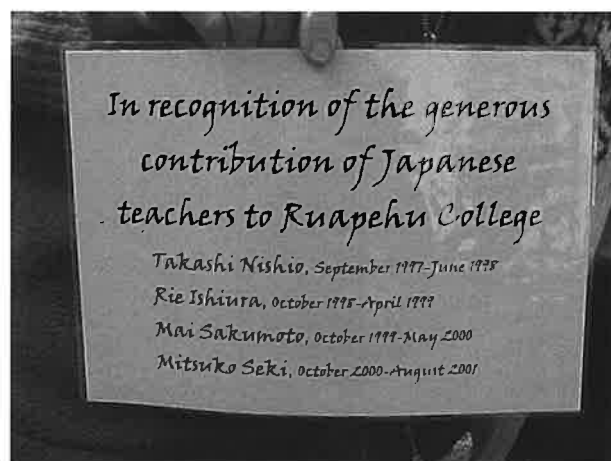 In recognition of the generous
contribution of Japanese
teachers to Ruapehu College
Takashi Nishio, September 1997-June 1998
Rie Ishiura, October 1998-April 1999
Mai Sakumoto, October 1999-May 2000
Mitsuko Seki, October 2000-August 2001